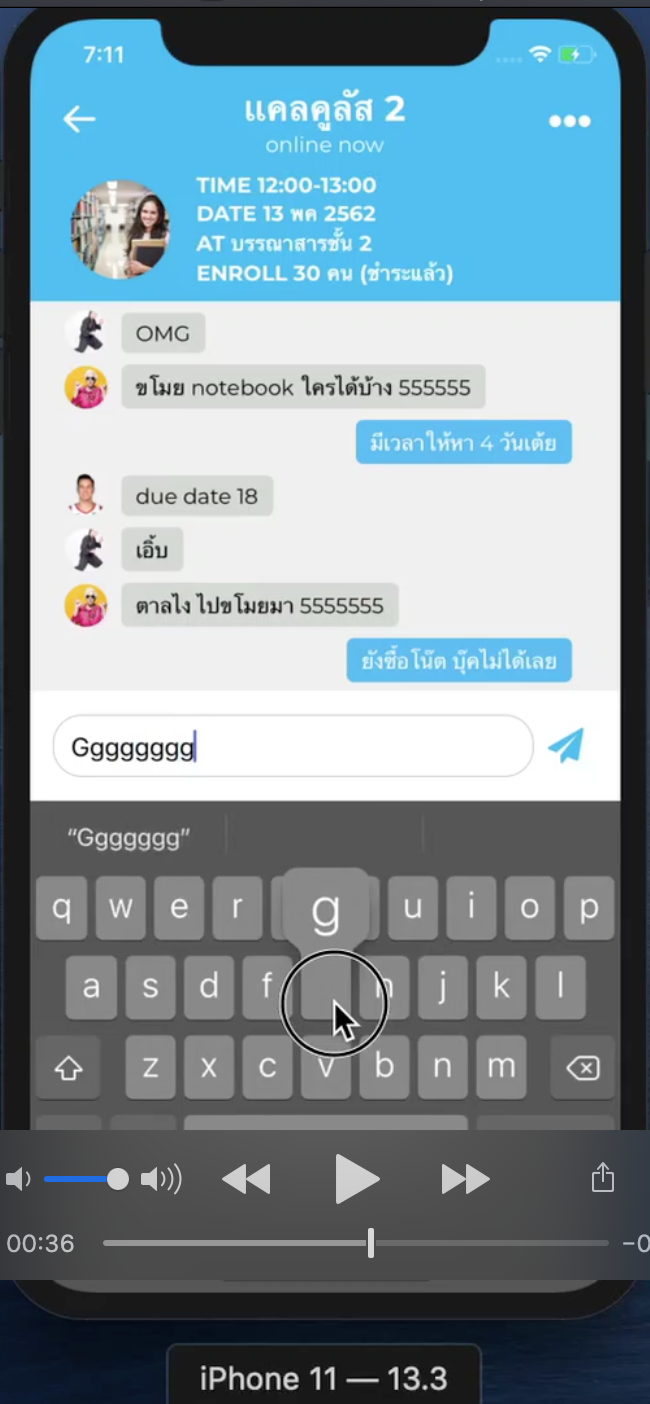 7:11
แคลคูลัส 2
online now
TIME 12:00-13:00
DATE 13 พค 2562
AT บรรณาสารชั้น 2
ENROLL 30 คน (ชำระแล้ว)
OMG
ขโมย notebook ใครได้บ้าง 555555
มีเวลาให้หา 4 วันเต้ย
due date 18
เอิ้บ
ตาลไง ไปขโมยมา 5555555
ยังซื้อโน๊ต บุ๊คไม่ได้เลย
Gggggggg
“Ggggggg”
q w e r g u i o p
a s d f h j k l
z x c v b n m
00:36
-0
iPhone 11 — 13.3